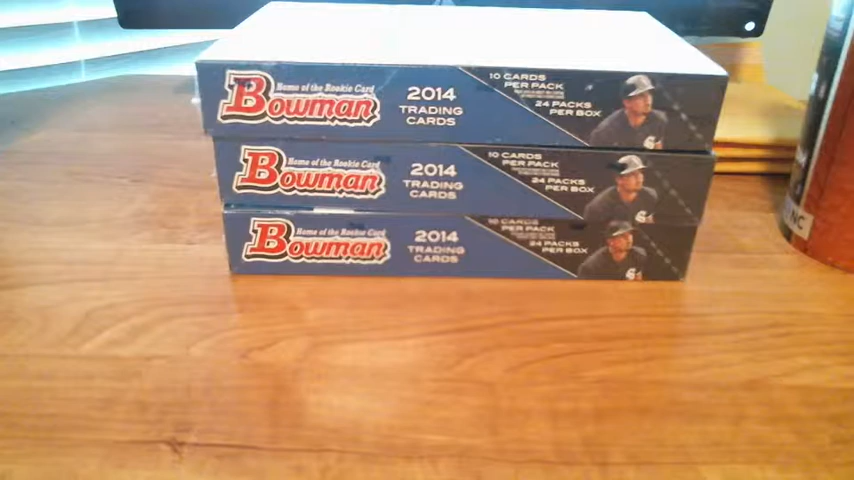 B Home of the Rookie Card
BOWMAN
2014
TRADING
CARDS
10 CARDS
PER PACK
24 PACKS
PER BOX
B Home of the Rookie Card
BOWMAN
2014
TRADING
CARDS
10 CARDS
PER PACK
24 PACKS
PER BOX
B Home of the Rookie Card
BOWMAN
2014
TRADING
CARDS
10 CARDS
PER PACK
24 PACKS
PER BOX
NC